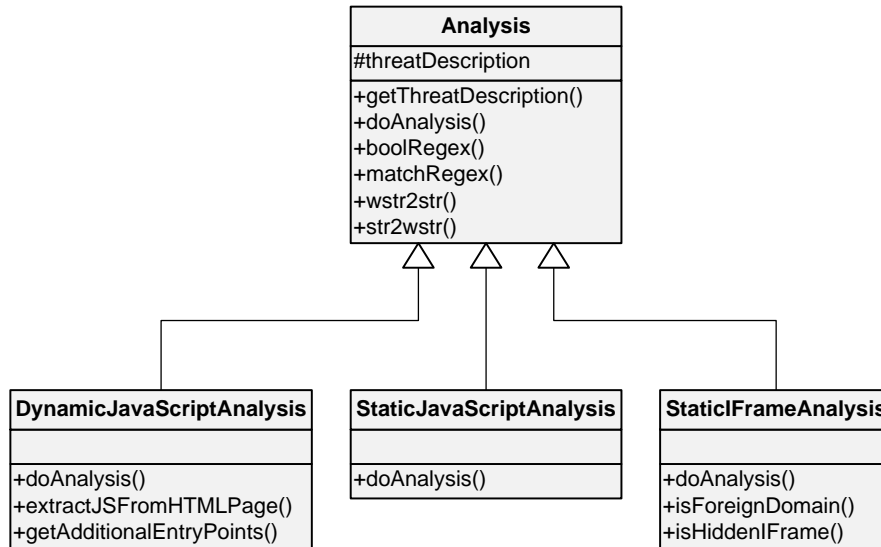 Analysis
#threatDescription
+getThreatDescription()
+doAnalysis()
+boolRegex()
+matchRegex()
+wstr2str()
+str2wstr()
DynamicJavaScriptAnalysis
+doAnalysis()
+extractJSFromHTMLPage()
+getAdditionalEntryPoints()
StaticJavaScriptAnalysis
+doAnalysis()
StaticIFrameAnalysis
+doAnalysis()
+isForeignDomain()
+isHiddenIFrame()